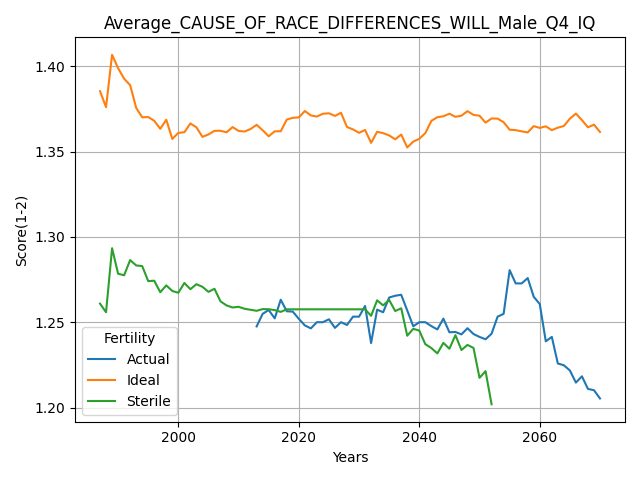 Average_CAUSE_OF_RACE_DIFFERENCES_WILL_Male_Q4_IQ
1.40
1.35
1.30
1.25
1.20
Score(1-2)
Fertility
Actual
Ideal
Sterile
2000
2020
2040
2060
Years